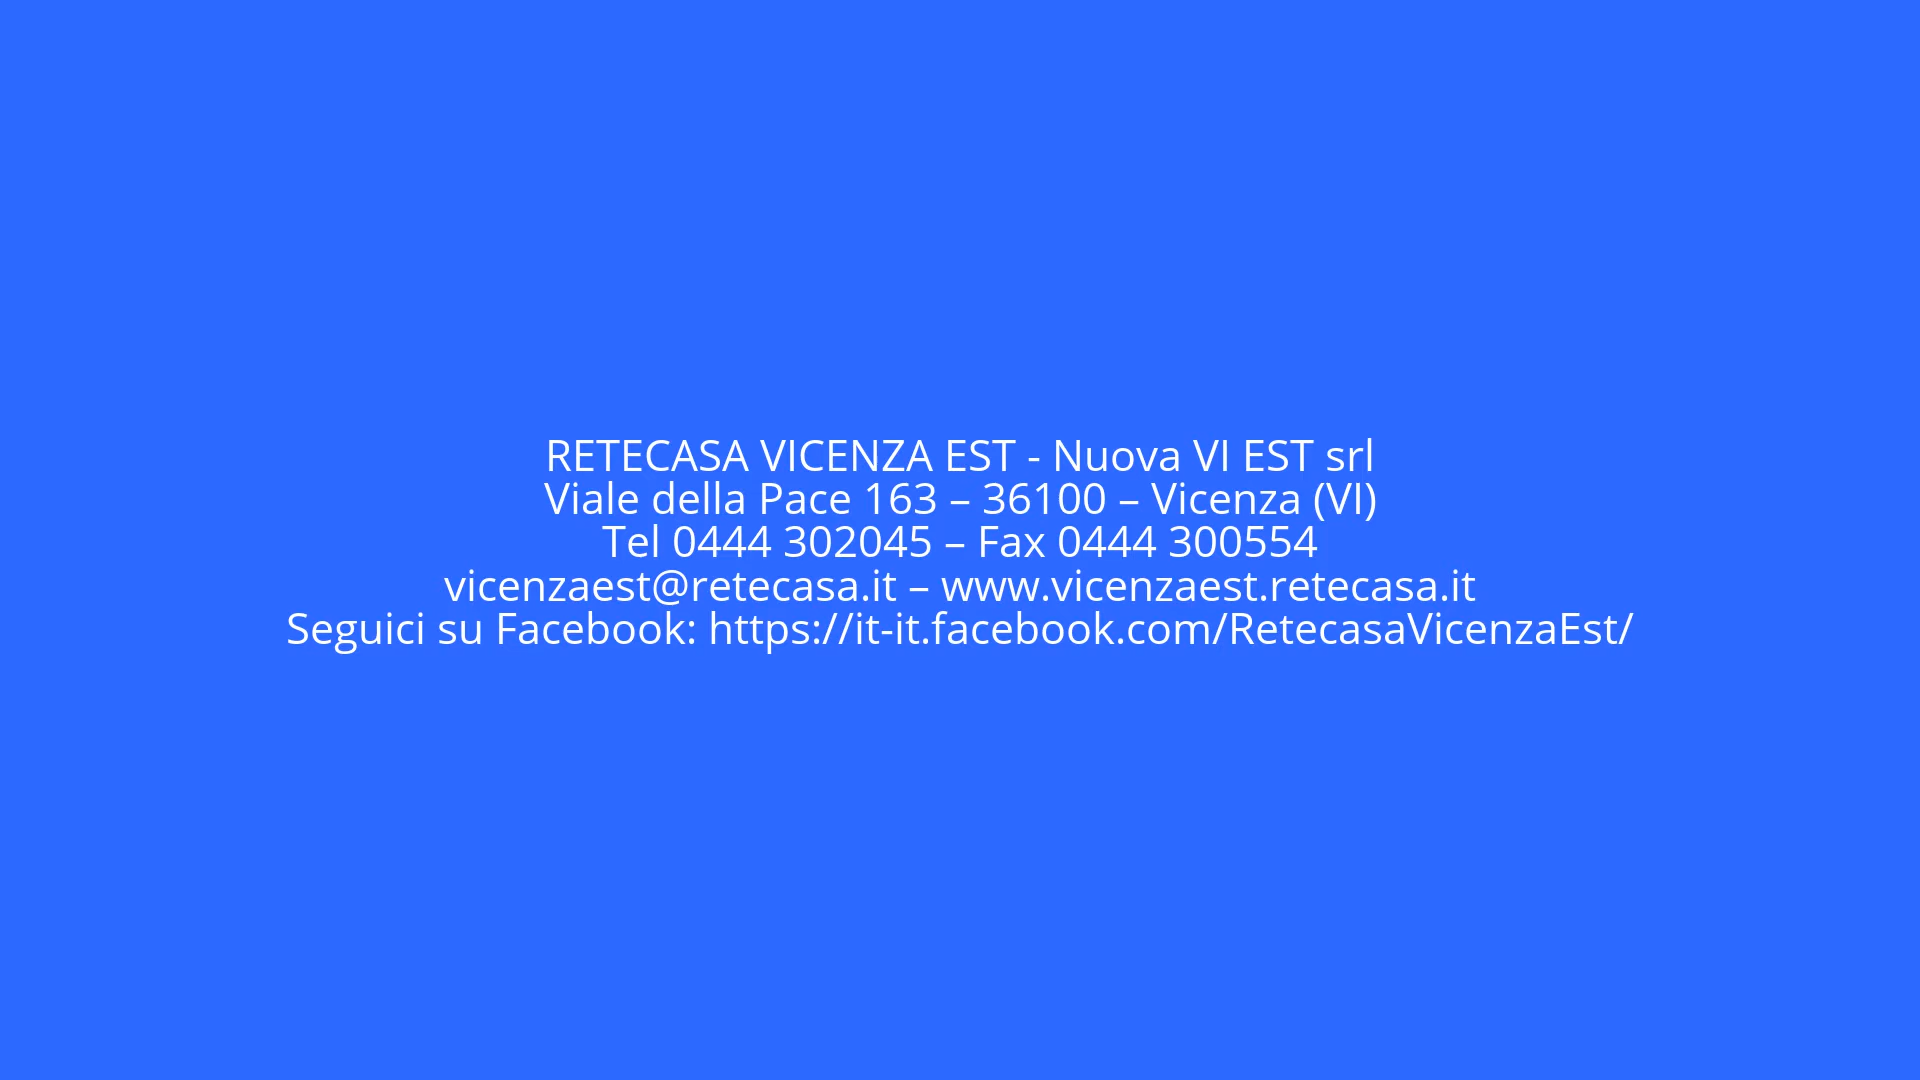 RETECASA VICENZA EST - Nuova VI EST srl
Viale della Pace 163 – 36100 – Vicenza (VI)
Tel 0444 302045 – Fax 0444 300554
vicenzaest@retecasa.it – www.vicenzaest.retecasa.it
Seguici su Facebook: https://it-it.facebook.com/RetecasaVicenzaEst/